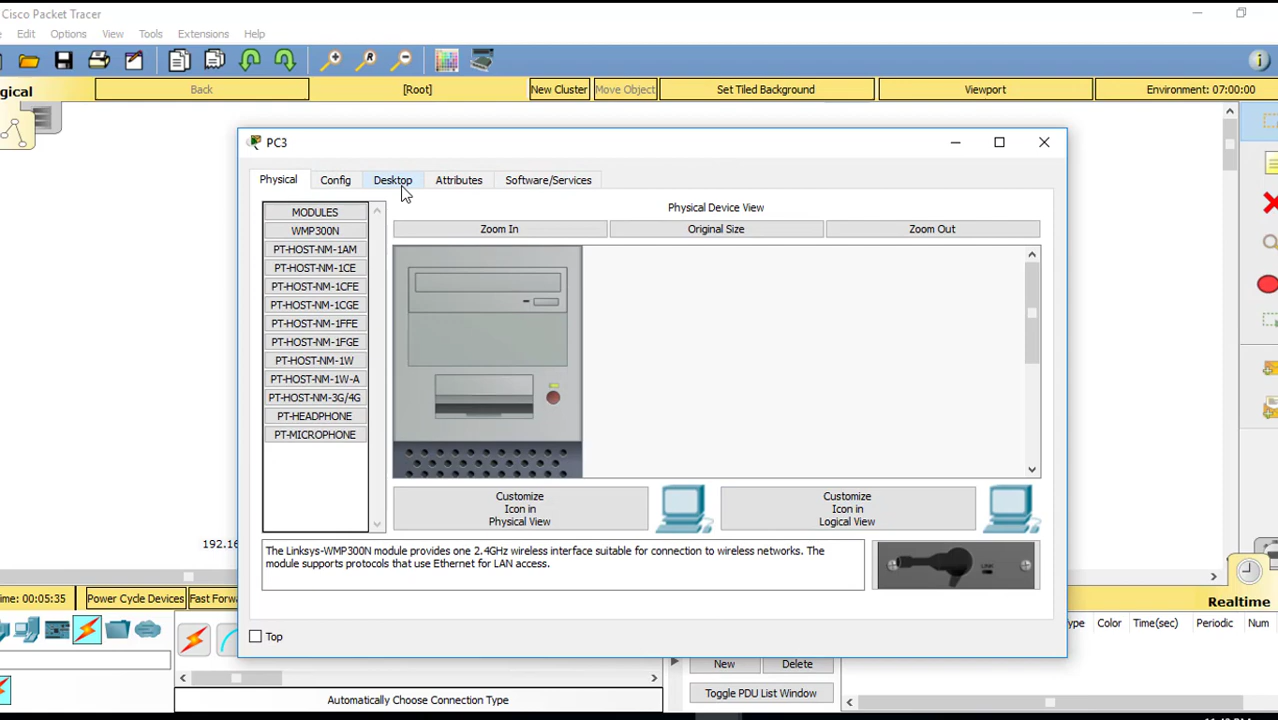 Cisco Packet Tracer
Edit Options View Tools Extensions Help
gical Back [Root] New Cluster Move Object Set Tiled Background Viewport Environment: 07:00:00
PC3
Physical Config Desktop Attributes Software/Services
MODULES
WMP300N
PT-HOST-NM-1AM
PT-HOST-NM-1CE
PT-HOST-NM-1CFE
PT-HOST-NM-1CGE
PT-HOST-NM-1FFE
PT-HOST-NM-1FGE
PT-HOST-NM-1W
PT-HOST-NM-1W-A
PT-HOST-NM-3G/4G
PT-HEADPHONE
PT-MICROPHONE
Physical Device View
Zoom In Original Size Zoom Out
Customize
Icon in
Physical View
Customize
Icon in
Logical View
192.16
The Linksys-WMP300N module provides one 2.4GHz wireless interface suitable for connection to wireless networks. The
module supports protocols that use Ethernet for LAN access.
Top
ime: 00:05:35 Power Cycle Devices Fast Forwa
Realtime
ype Color Time(sec) Periodic Num
New Delete
Toggle PDU List Window
Automatically Choose Connection Type